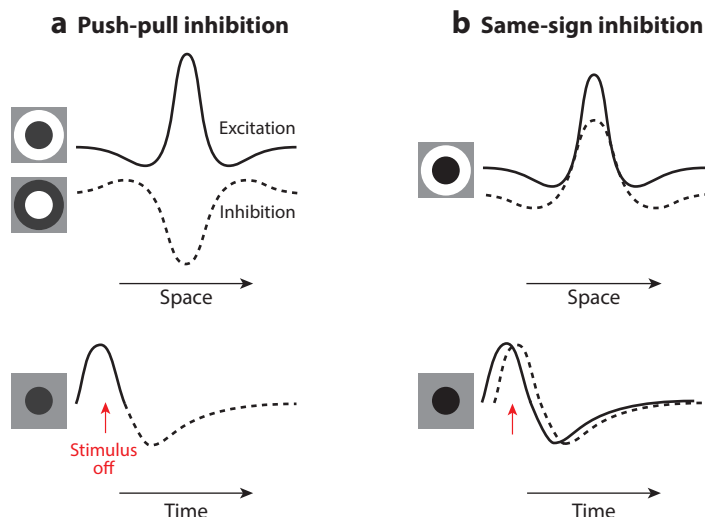 a Push-pull inhibition
Excitation
Inhibition
Space
Stimulus
off
Time
b Same-sign inhibition
Space
Time